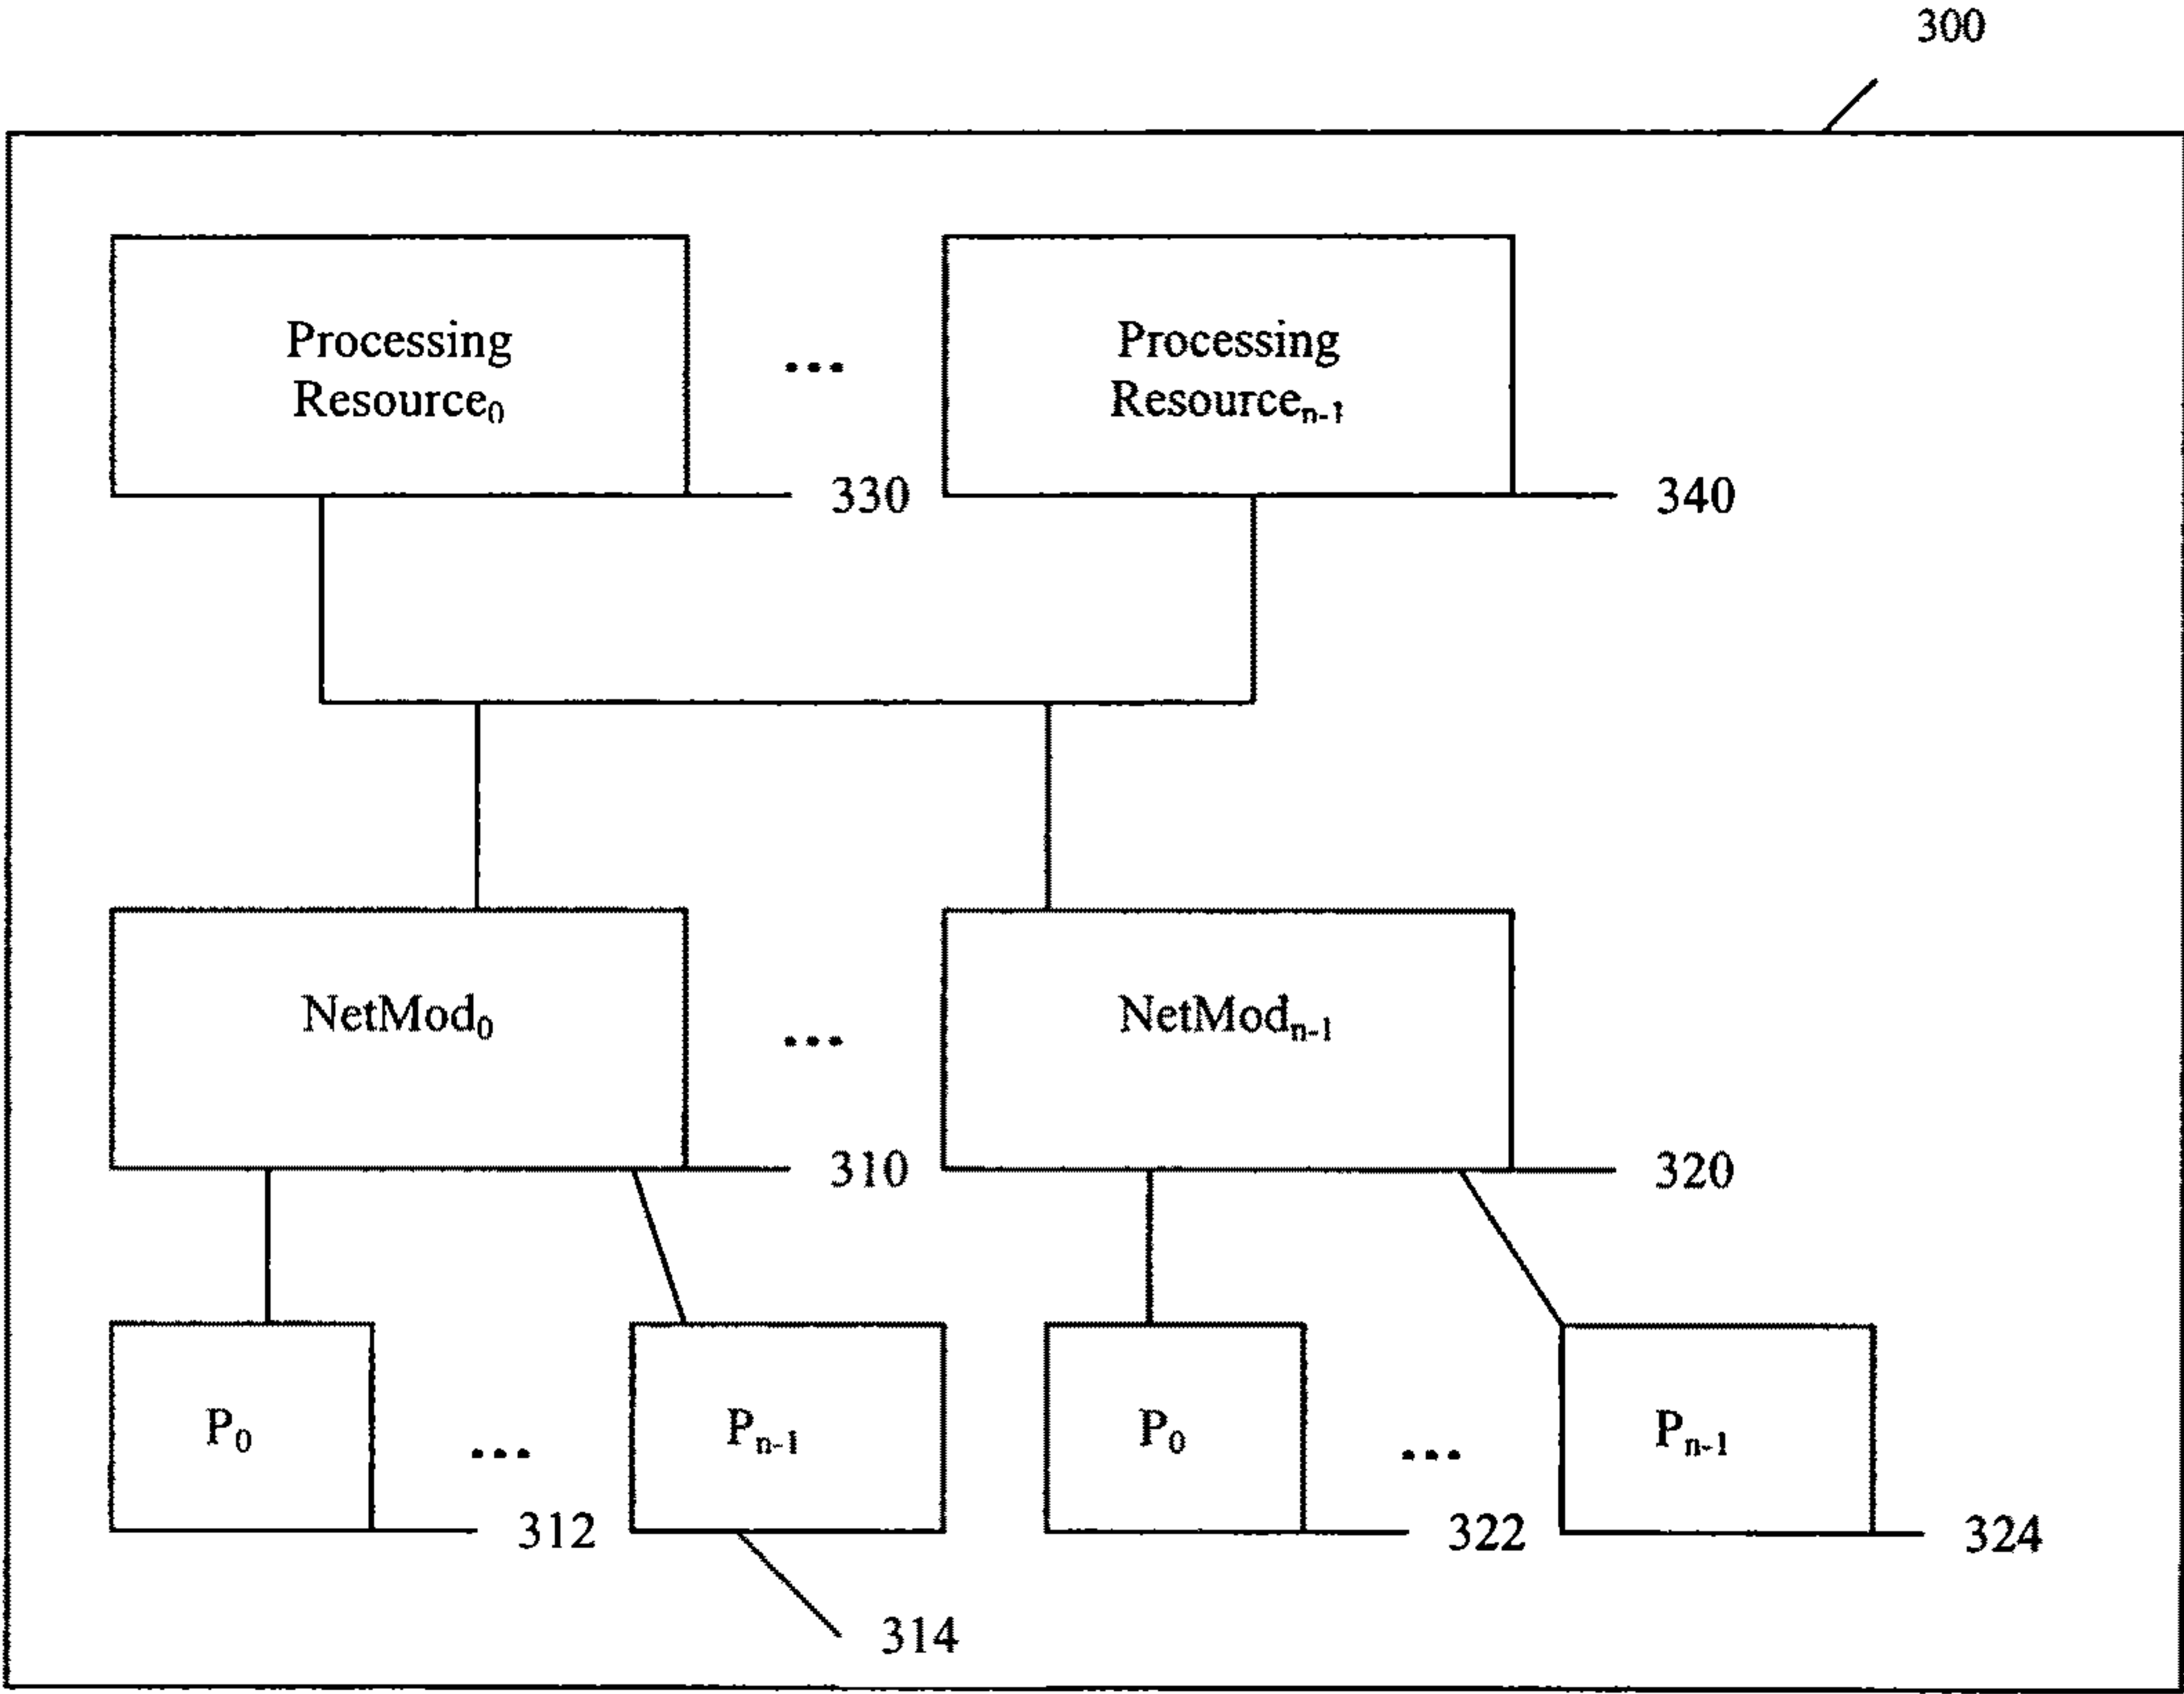 300
Processing
Resource₀
...
Processing
Resourceₙ₋₁
330
340
NetMod₀
...
NetModₙ₋₁
310
320
P₀
...
Pₙ₋₁
P₀
...
Pₙ₋₁
312
322
324
314